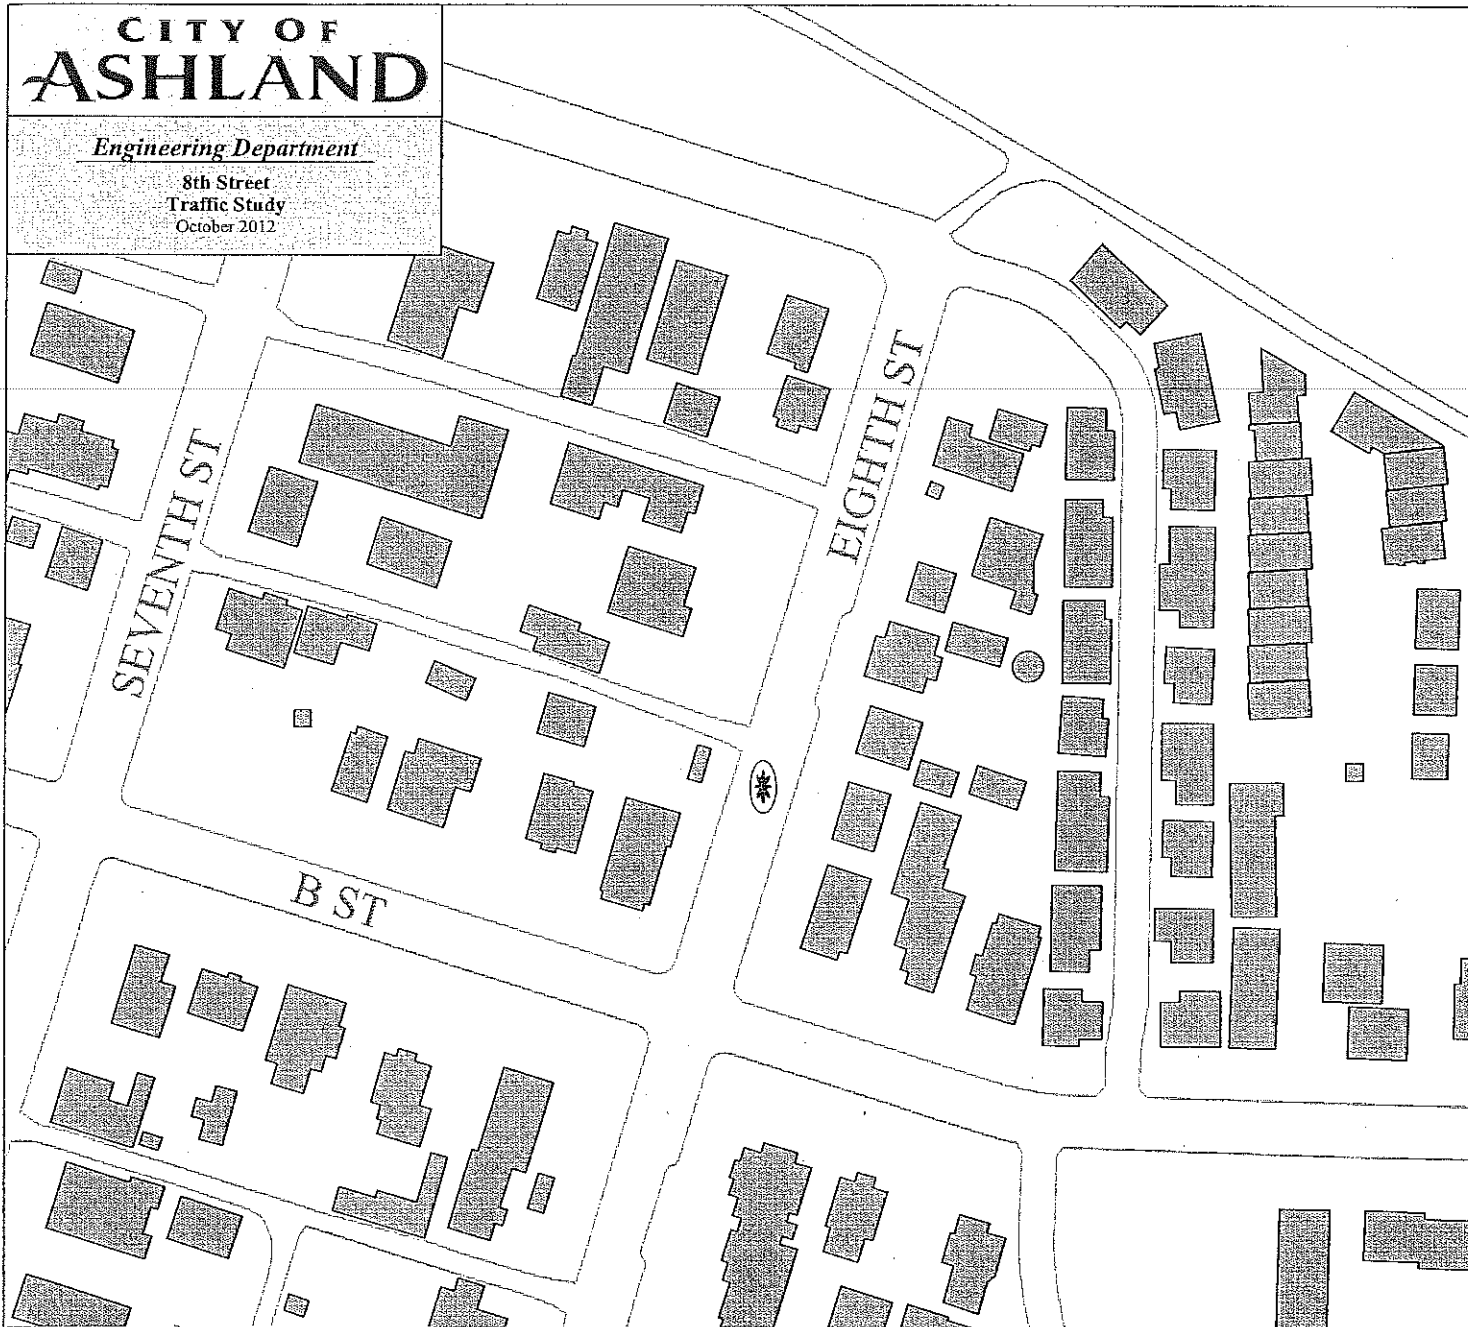 CITY OF
ASHLAND
Engineering Department
8th Street
Traffic Study
October 2012
SEVENTH ST
EIGHTH ST
B ST